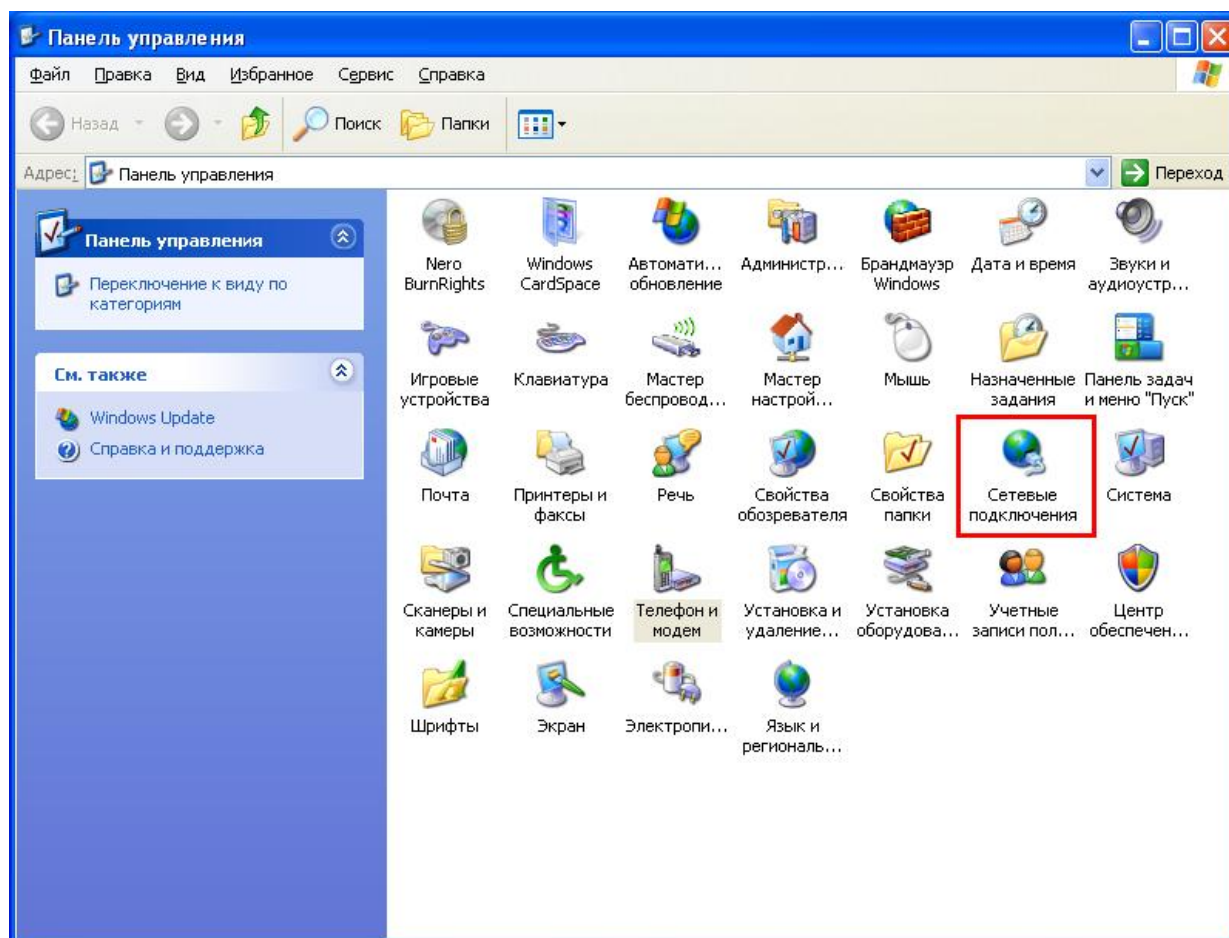 Панель управления
Файл Правка Вид Избранное Сервис Справка
Назад Поиск Папки
Адрес: Панель управления Переход
Панель управления
Переключение к виду по
категориям
См. также
Windows Update
Справка и поддержка
Nero
BurnRights
Windows
CardSpace
Автомати...
обновление
Администр...
Брандмауэр
Windows
Дата и время
Звуки и
аудиоустр...
Игровые
устройства
Клавиатура
Мастер
беспровод...
Мастер
настрой...
Мышь
Назначенные
задания
Панель задач
и меню "Пуск"
Почта
Принтеры и
факсы
Речь
Свойства
обозревателя
Свойства
папки
Сетевые
подключения
Система
Сканеры и
камеры
Специальные
возможности
Телефон и
модем
Установка и
удаление...
Установка
оборудова...
Учетные
записи пол...
Центр
обеспечен...
Шрифты
Экран
Электропи...
Язык и
региональ...